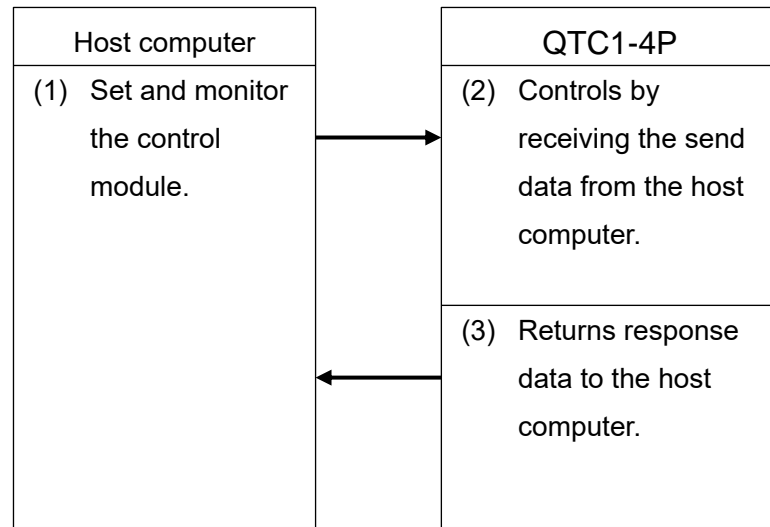 Host computer
(1) Set and monitor
the control
module.
QTC1-4P
(2) Controls by
receiving the send
data from the host
computer.
(3) Returns response
data to the host
computer.